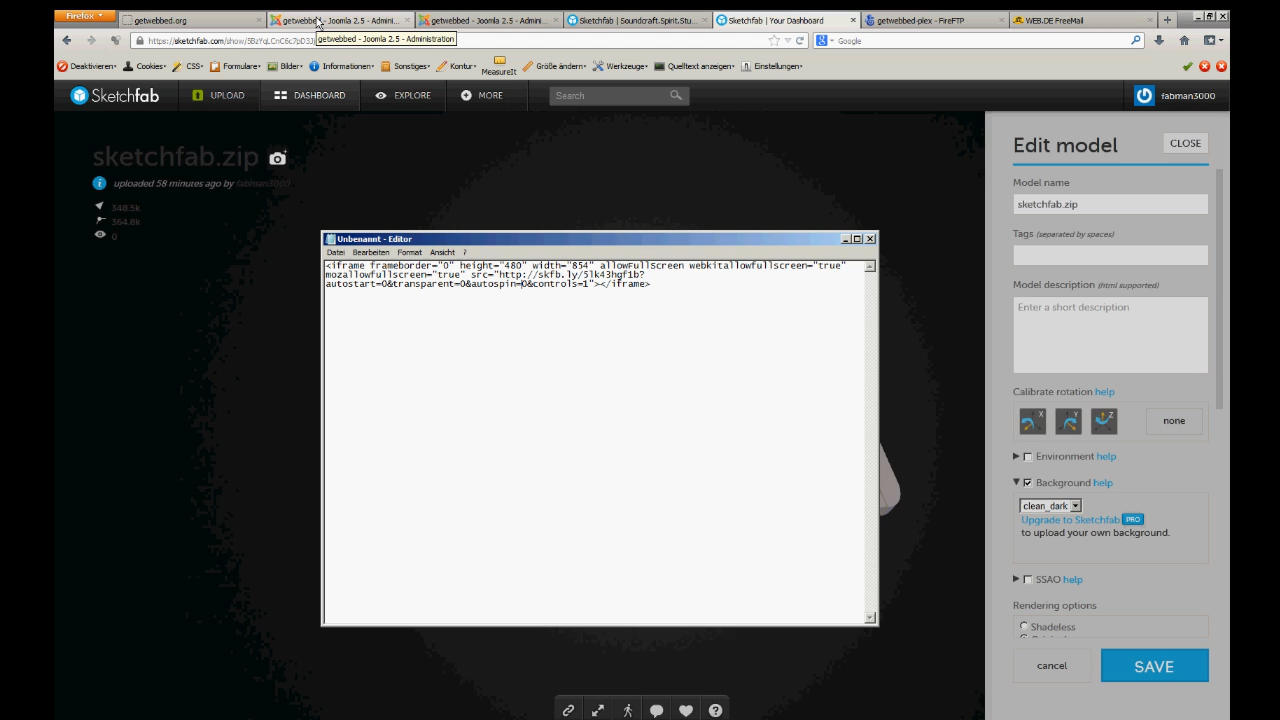 Firefox
getwebbed.org
getwebbed - Joomla 2.5 - Admini...
getwebbed - Joomla 2.5 - Admini...
Sketchfab | Soundcraft.Spirit.Stu...
Sketchfab | Your Dashboard
getwebbed-plex - FireFTP
WEB.DE FreeMail
getwebbed - Joomla 2.5 - Administration
Google
Deaktivieren
Cookies
CSS
Formulare
Bilder
Informationen
Sonstiges
Kontur
MeasureIt
Größe ändern
Werkzeuge
Quelltext anzeigen
Einstellungen
Sketchfab
UPLOAD
DASHBOARD
EXPLORE
MORE
Search
fabman3000
sketchfab.zip
uploaded 58 minutes ago by fabman3000
348.5k
364.8k
0
Unbenannt - Editor
Datei Bearbeiten Format Ansicht ?
<iframe frameborder="0" height="480" width="854" allowFullScreen webkitallowfullscreen="true"
mozallowfullscreen="true" src="http://skfb.ly/5lk43hgf1b?
autostart=0&transparent=0&autospin=0&controls=1"></iframe>
Edit model
CLOSE
Model name
sketchfab.zip
Tags (separated by spaces)
Model description (html supported)
Enter a short description
Calibrate rotation help
X
Y
Z
none
Environment help
Background help
clean_dark
Upgrade to Sketchfab PRO
to upload your own background.
SSAO help
Rendering options
Shadeless
cancel
SAVE